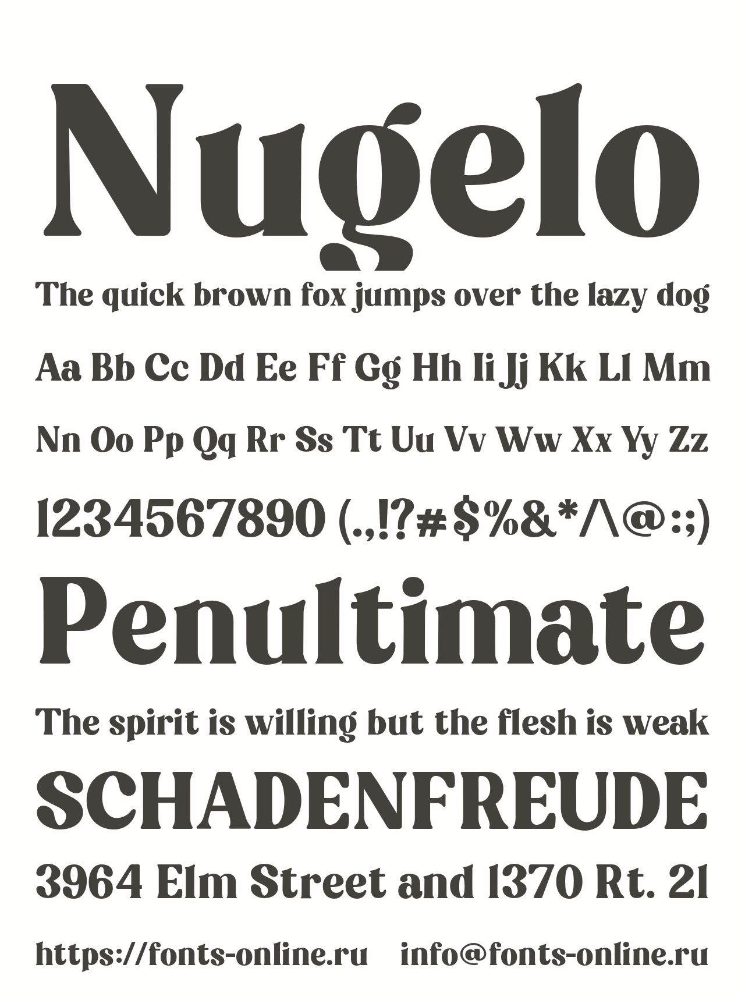 Nugelo
The quick brown fox jumps over the lazy dog
Aa Bb Cc Dd Ee Ff Gg Hh Ii Jj Kk Ll Mm
Nn Oo Pp Qq Rr Ss Tt Uu Vv Ww Xx Yy Zz
1234567890 (.,!?#$%&*/\@:;)
Penultimate
The spirit is willing but the flesh is weak
SCHADENFREUDE
3964 Elm Street and 1370 Rt. 21
https://fonts-online.ru info@fonts-online.ru